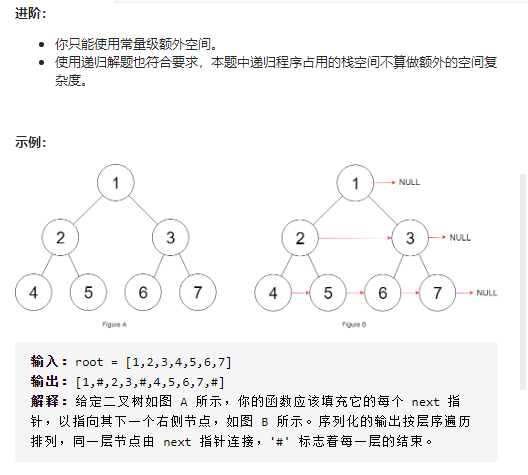 进阶：
你只能使用常量级额外空间。
使用递归解题也符合要求，本题中递归程序占用的栈空间不算做额外的空间复
杂度。
示例：
1
2
3
4
5
6
7
Figure A
1
NULL
2
3
NULL
4
5
6
7
NULL
Figure B
输入：root = [1,2,3,4,5,6,7]
输出：[1,#,2,3,#,4,5,6,7,#]
解释：给定二叉树如图 A 所示，你的函数应该填充它的每个 next 指
针，以指向其下一个右侧节点，如图 B 所示。序列化的输出按层序遍历
排列，同一层节点由 next 指针连接，'#' 标志着每一层的结束。